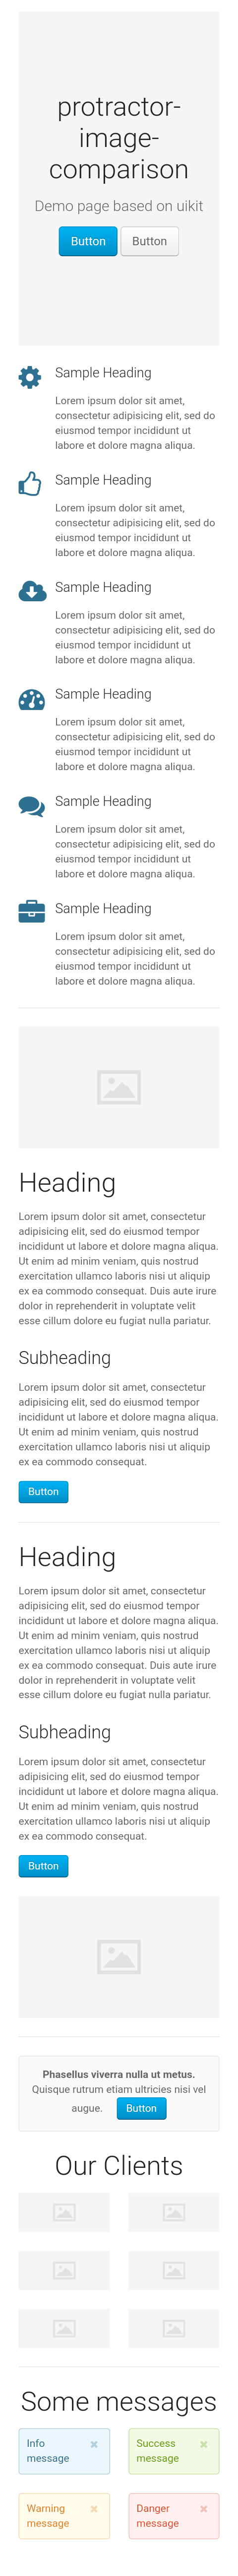 protractor-
image-
comparison
Demo page based on uikit
Button Button
Sample Heading
Lorem ipsum dolor sit amet,
consectetur adipisicing elit, sed do
eiusmod tempor incididunt ut
labore et dolore magna aliqua.
Sample Heading
Lorem ipsum dolor sit amet,
consectetur adipisicing elit, sed do
eiusmod tempor incididunt ut
labore et dolore magna aliqua.
Sample Heading
Lorem ipsum dolor sit amet,
consectetur adipisicing elit, sed do
eiusmod tempor incididunt ut
labore et dolore magna aliqua.
Sample Heading
Lorem ipsum dolor sit amet,
consectetur adipisicing elit, sed do
eiusmod tempor incididunt ut
labore et dolore magna aliqua.
Sample Heading
Lorem ipsum dolor sit amet,
consectetur adipisicing elit, sed do
eiusmod tempor incididunt ut
labore et dolore magna aliqua.
Sample Heading
Lorem ipsum dolor sit amet,
consectetur adipisicing elit, sed do
eiusmod tempor incididunt ut
labore et dolore magna aliqua.
Heading
Lorem ipsum dolor sit amet, consectetur
adipisicing elit, sed do eiusmod tempor
incididunt ut labore et dolore magna aliqua.
Ut enim ad minim veniam, quis nostrud
exercitation ullamco laboris nisi ut aliquip
ex ea commodo consequat. Duis aute irure
dolor in reprehenderit in voluptate velit
esse cillum dolore eu fugiat nulla pariatur.
Subheading
Lorem ipsum dolor sit amet, consectetur
adipisicing elit, sed do eiusmod tempor
incididunt ut labore et dolore magna aliqua.
Ut enim ad minim veniam, quis nostrud
exercitation ullamco laboris nisi ut aliquip
ex ea commodo consequat.
Button
Heading
Lorem ipsum dolor sit amet, consectetur
adipisicing elit, sed do eiusmod tempor
incididunt ut labore et dolore magna aliqua.
Ut enim ad minim veniam, quis nostrud
exercitation ullamco laboris nisi ut aliquip
ex ea commodo consequat. Duis aute irure
dolor in reprehenderit in voluptate velit
esse cillum dolore eu fugiat nulla pariatur.
Subheading
Lorem ipsum dolor sit amet, consectetur
adipisicing elit, sed do eiusmod tempor
incididunt ut labore et dolore magna aliqua.
Ut enim ad minim veniam, quis nostrud
exercitation ullamco laboris nisi ut aliquip
ex ea commodo consequat.
Button
Phasellus viverra nulla ut metus.
Quisque rutrum etiam ultricies nisi vel
augue. Button
Our Clients
Some messages
Info
message
Success
message
Warning
message
Danger
message